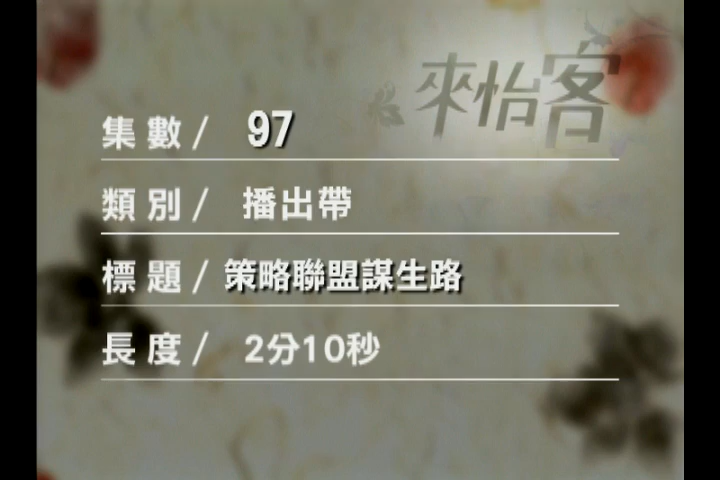 來怡客
集數/ 97
類別/ 播出帶
標題/ 策略聯盟謀生路
長度/ 2分10秒